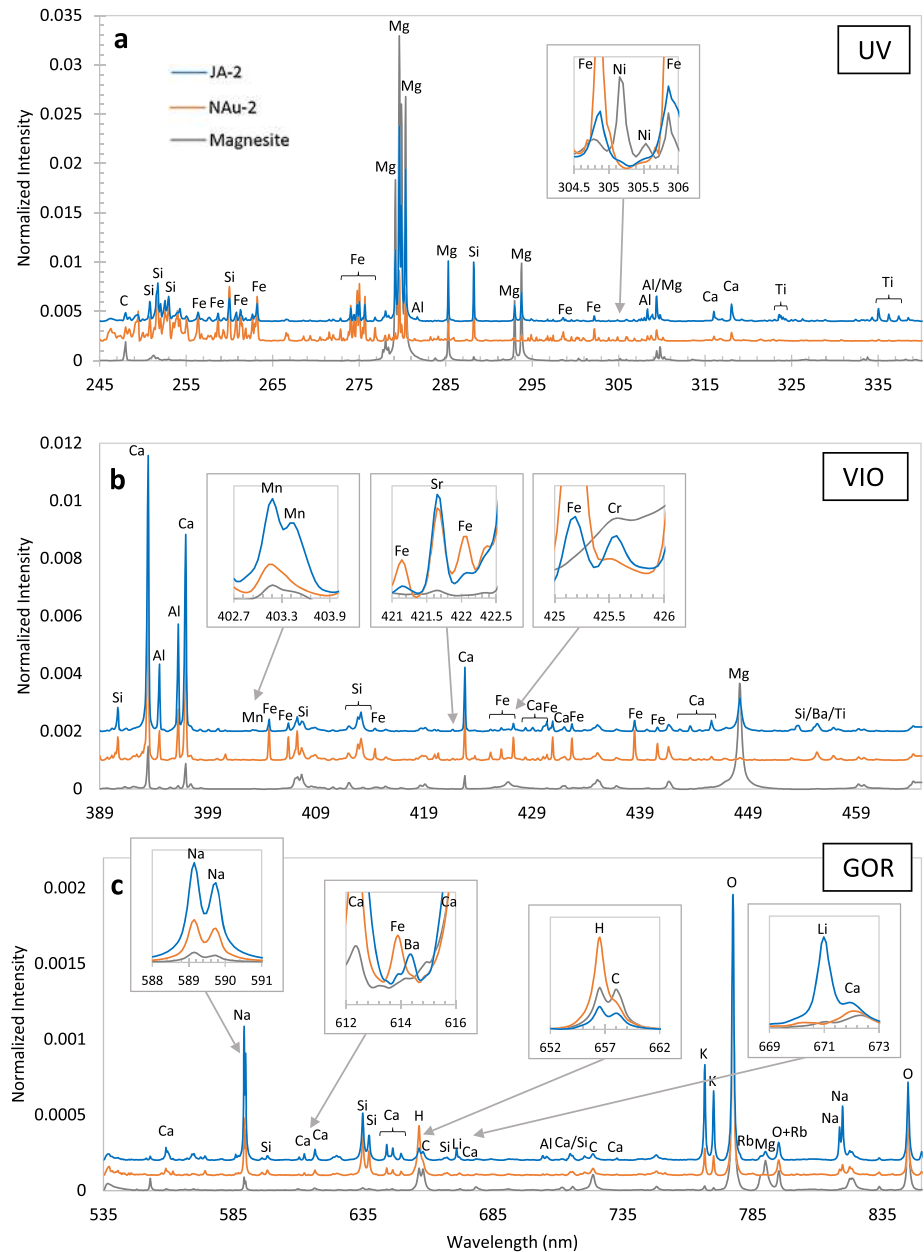 a
UV
JA-2
NAu-2
Magnesite
Normalized Intensity
0.035
0.03
0.025
0.02
0.015
0.01
0.005
0
Mg
Mg
Mg
C
Si
Si
Si
Fe
Fe
Si
Fe
Fe
Fe
Al
Mg
Si
Mg
Mg
Fe
Fe
Al
Al/Mg
Ca
Ca
Ti
Ti
Fe
Ni
Ni
Fe
304.5 305 305.5 306
245 255 265 275 285 295 305 315 325 335
b
VIO
Normalized Intensity
0.012
0.01
0.008
0.006
0.004
0.002
0
Ca
Ca
Al
Al
Si
Mn
Fe
Fe
Si
Si
Fe
Ca
Fe
CaFe
CaFe
Fe
Fe
Ca
Mg
Si/Ba/Ti
Mn
Mn
402.7 403.3 403.9
Sr
Fe
Fe
421 421.5 422 422.5
Fe
Cr
425 425.5 426
389 399 409 419 429 439 449 459
c
GOR
Normalized Intensity
0.002
0.0015
0.001
0.0005
0
Na
Na
588 589 590 591
Ca
Fe
Ba
Ca
612 614 616
H
C
652 657 662
Li
Ca
669 671 673
Ca
Na
Si
Ca
Ca
Si
Si
Ca
H
C
Si
Li
Ca
Al
Ca/Si
C
Ca
K
K
O
Rb
Mg
O+Rb
Na
Na
O
535 585 635 685 735 785 835
Wavelength (nm)